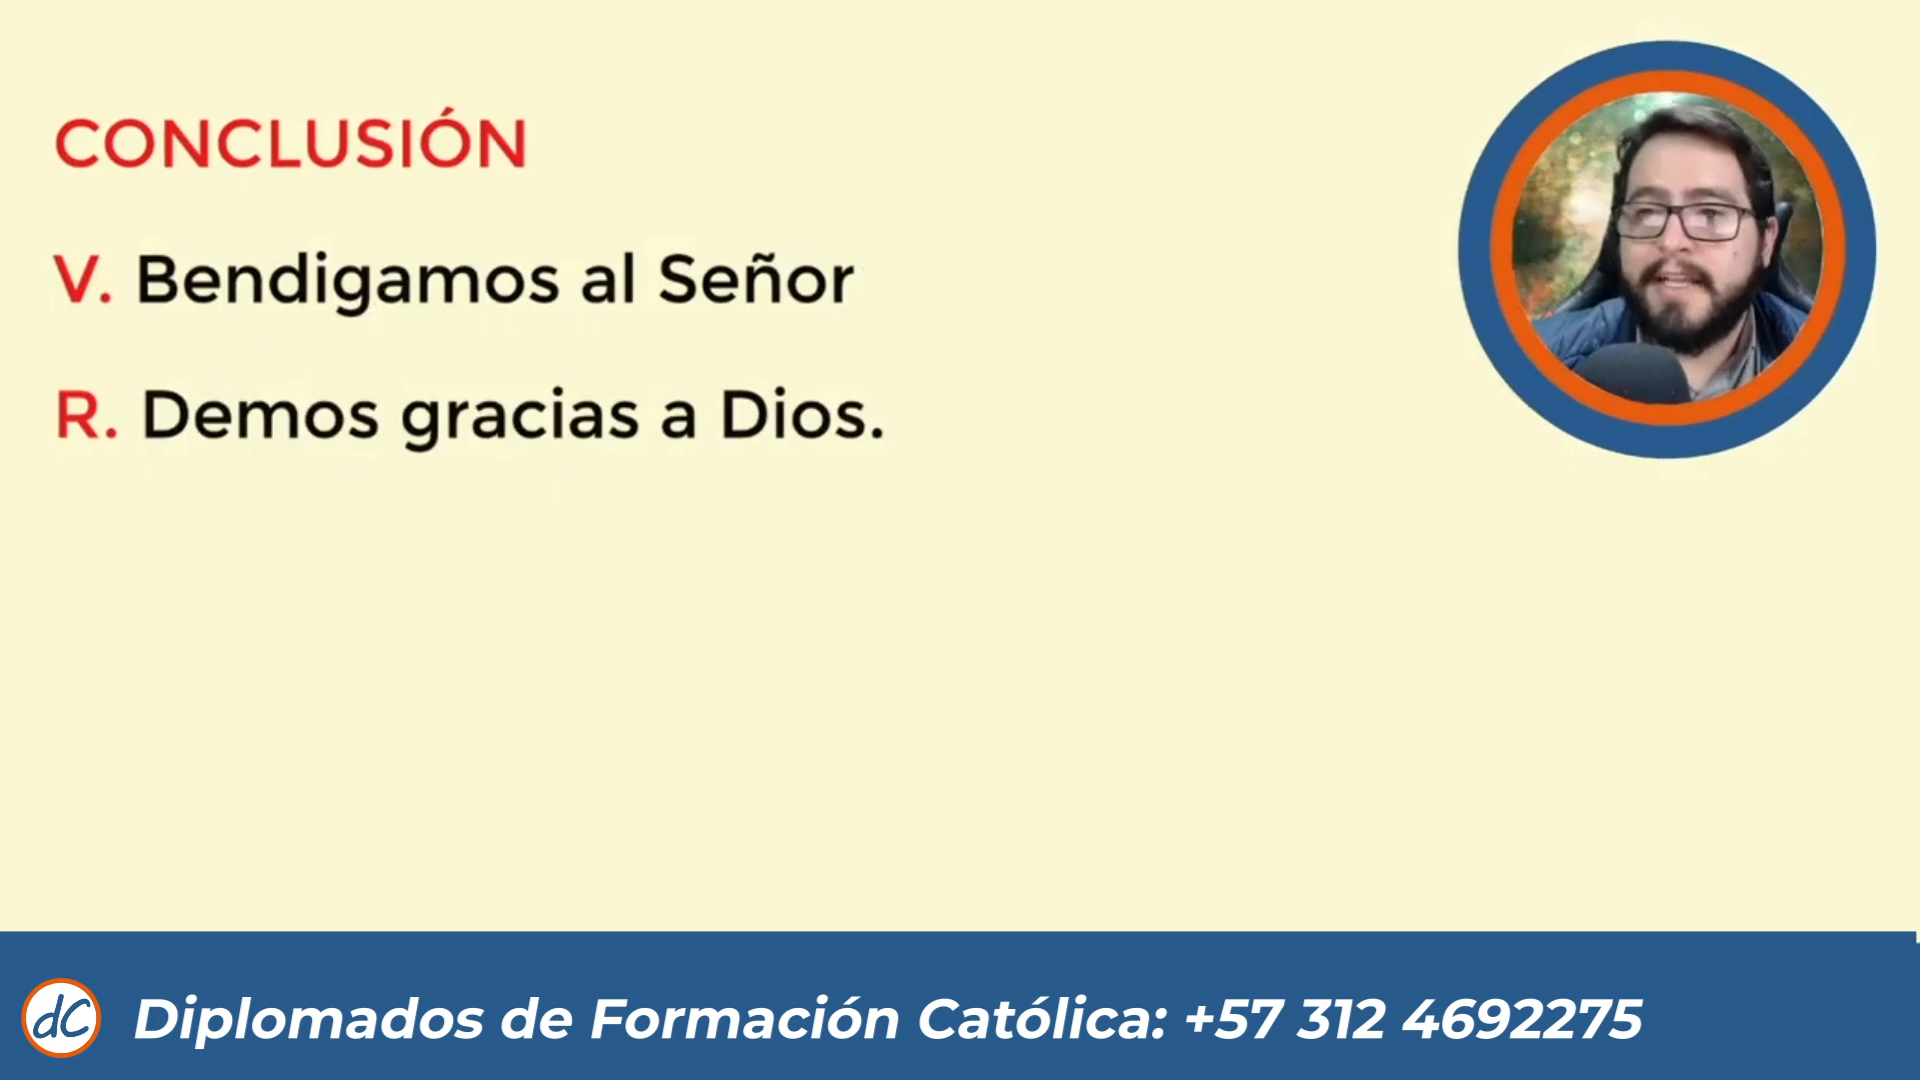 CONCLUSIÓN
V. Bendigamos al Señor
R. Demos gracias a Dios.
dC Diplomados de Formación Católica: +57 312 4692275